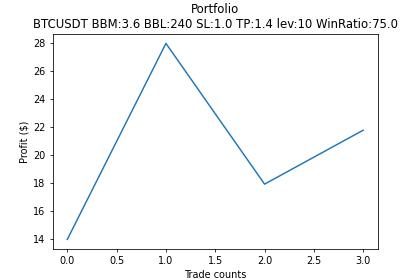 Portfolio
BTCUSDT BBM:3.6 BBL:240 SL:1.0 TP:1.4 lev:10 WinRatio:75.0
28
26
24
22
20
18
16
14
Profit ($)
0.0 0.5 1.0 1.5 2.0 2.5 3.0
Trade counts